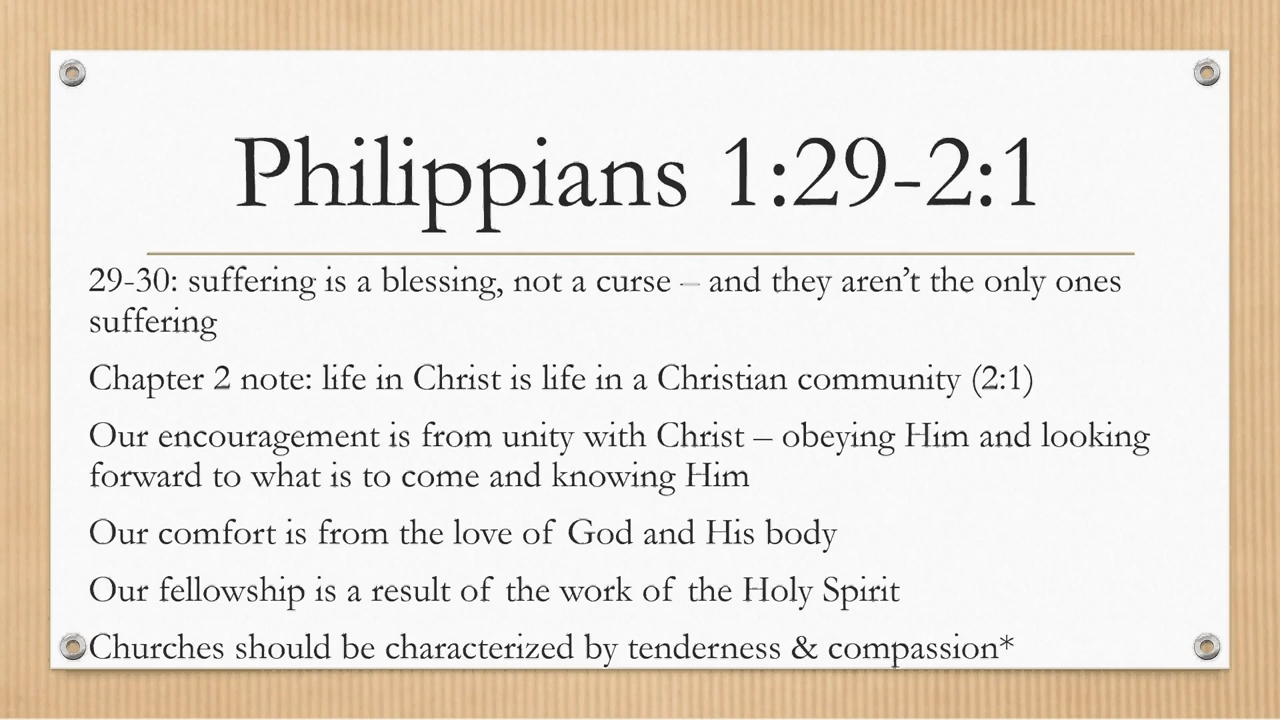 Philippians 1:29-2:1
29-30: suffering is a blessing, not a curse – and they aren’t the only ones
suffering
Chapter 2 note: life in Christ is life in a Christian community (2:1)
Our encouragement is from unity with Christ – obeying Him and looking
forward to what is to come and knowing Him
Our comfort is from the love of God and His body
Our fellowship is a result of the work of the Holy Spirit
Churches should be characterized by tenderness & compassion*